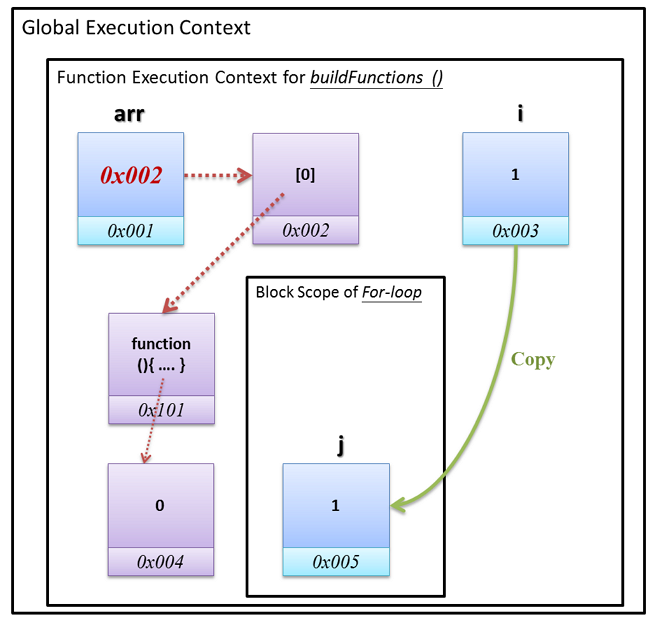 Global Execution Context
Function Execution Context for buildFunctions ()
arr
i
0x002
[0]
1
0x001
0x002
0x003
Block Scope of For-loop
function
(){ .... }
Copy
0x101
j
0
1
0x004
0x005